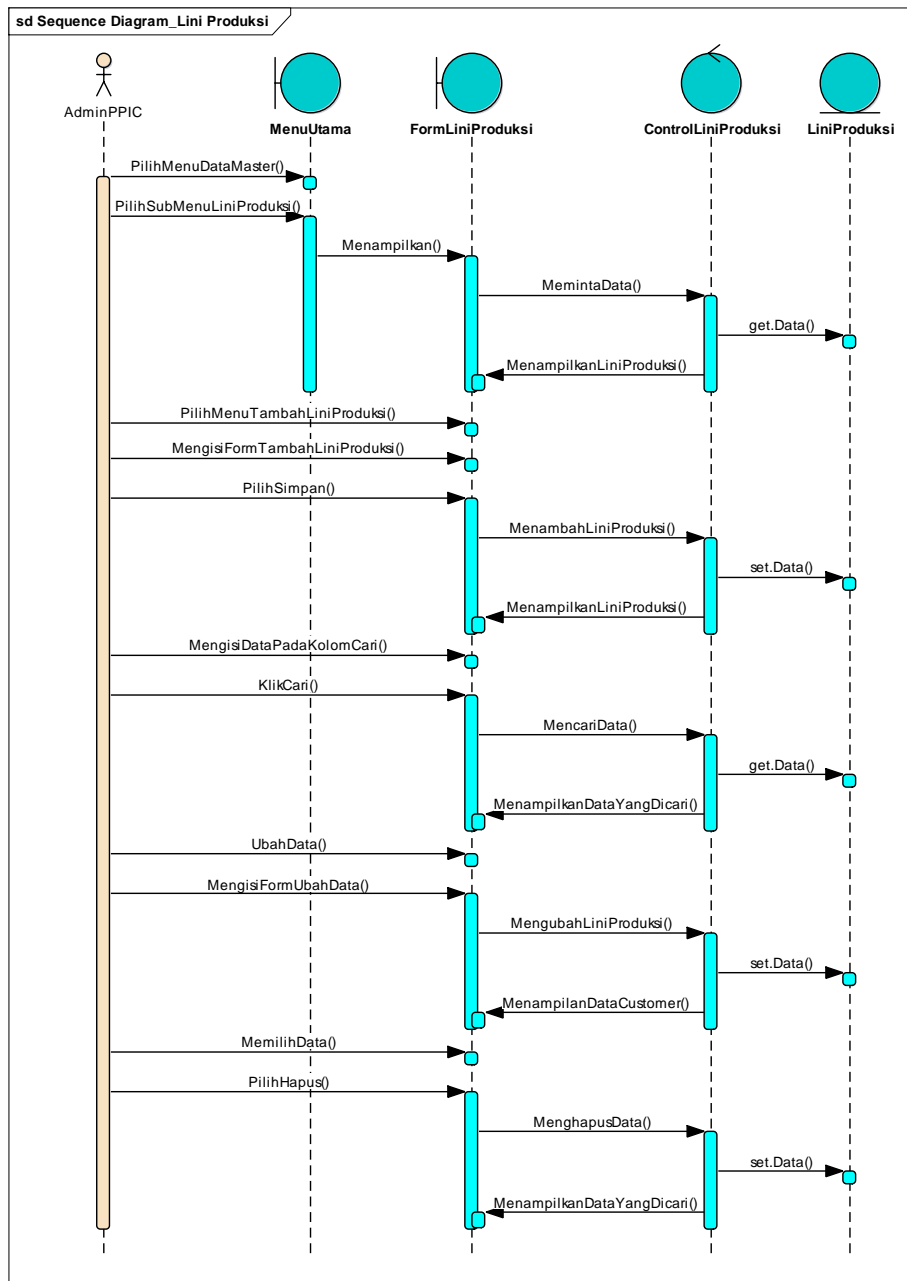 sd Sequence Diagram_Lini Produksi
AdminPPIC
MenuUtama
FormLiniProduksi
ControlLiniProduksi
LiniProduksi
PilihMenuDataMaster()
PilihSubMenuLiniProduksi()
Menampilkan()
MemintaData()
get.Data()
MenampilkanLiniProduksi()
PilihMenuTambahLiniProduksi()
MengisiFormTambahLiniProduksi()
PilihSimpan()
MenambahLiniProduksi()
set.Data()
MenampilkanLiniProduksi()
MengisiDataPadaKolomCari()
KlikCari()
MencariData()
get.Data()
MenampilkanDataYangDicari()
UbahData()
MengisiFormUbahData()
MengubahLiniProduksi()
set.Data()
MenampilanDataCustomer()
MemilihData()
PilihHapus()
MenghapusData()
set.Data()
MenampilkanDataYangDicari()